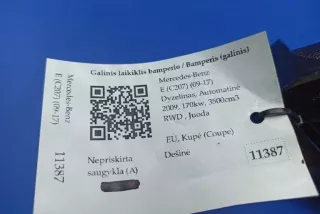 Galinis laikiklis bamperio / Bamperis (galinis)
Mercedes-Benz
E (C207) (09-17)
11387
Mercedes-Benz
E (C207) (09-17)
Dyzelinas, Automatinė
2009, 170kw, 3500cm3
RWD , Juoda
EU, Kupė (Coupe)
Dešinė
11387
Nepriskirta
saugykla (A)